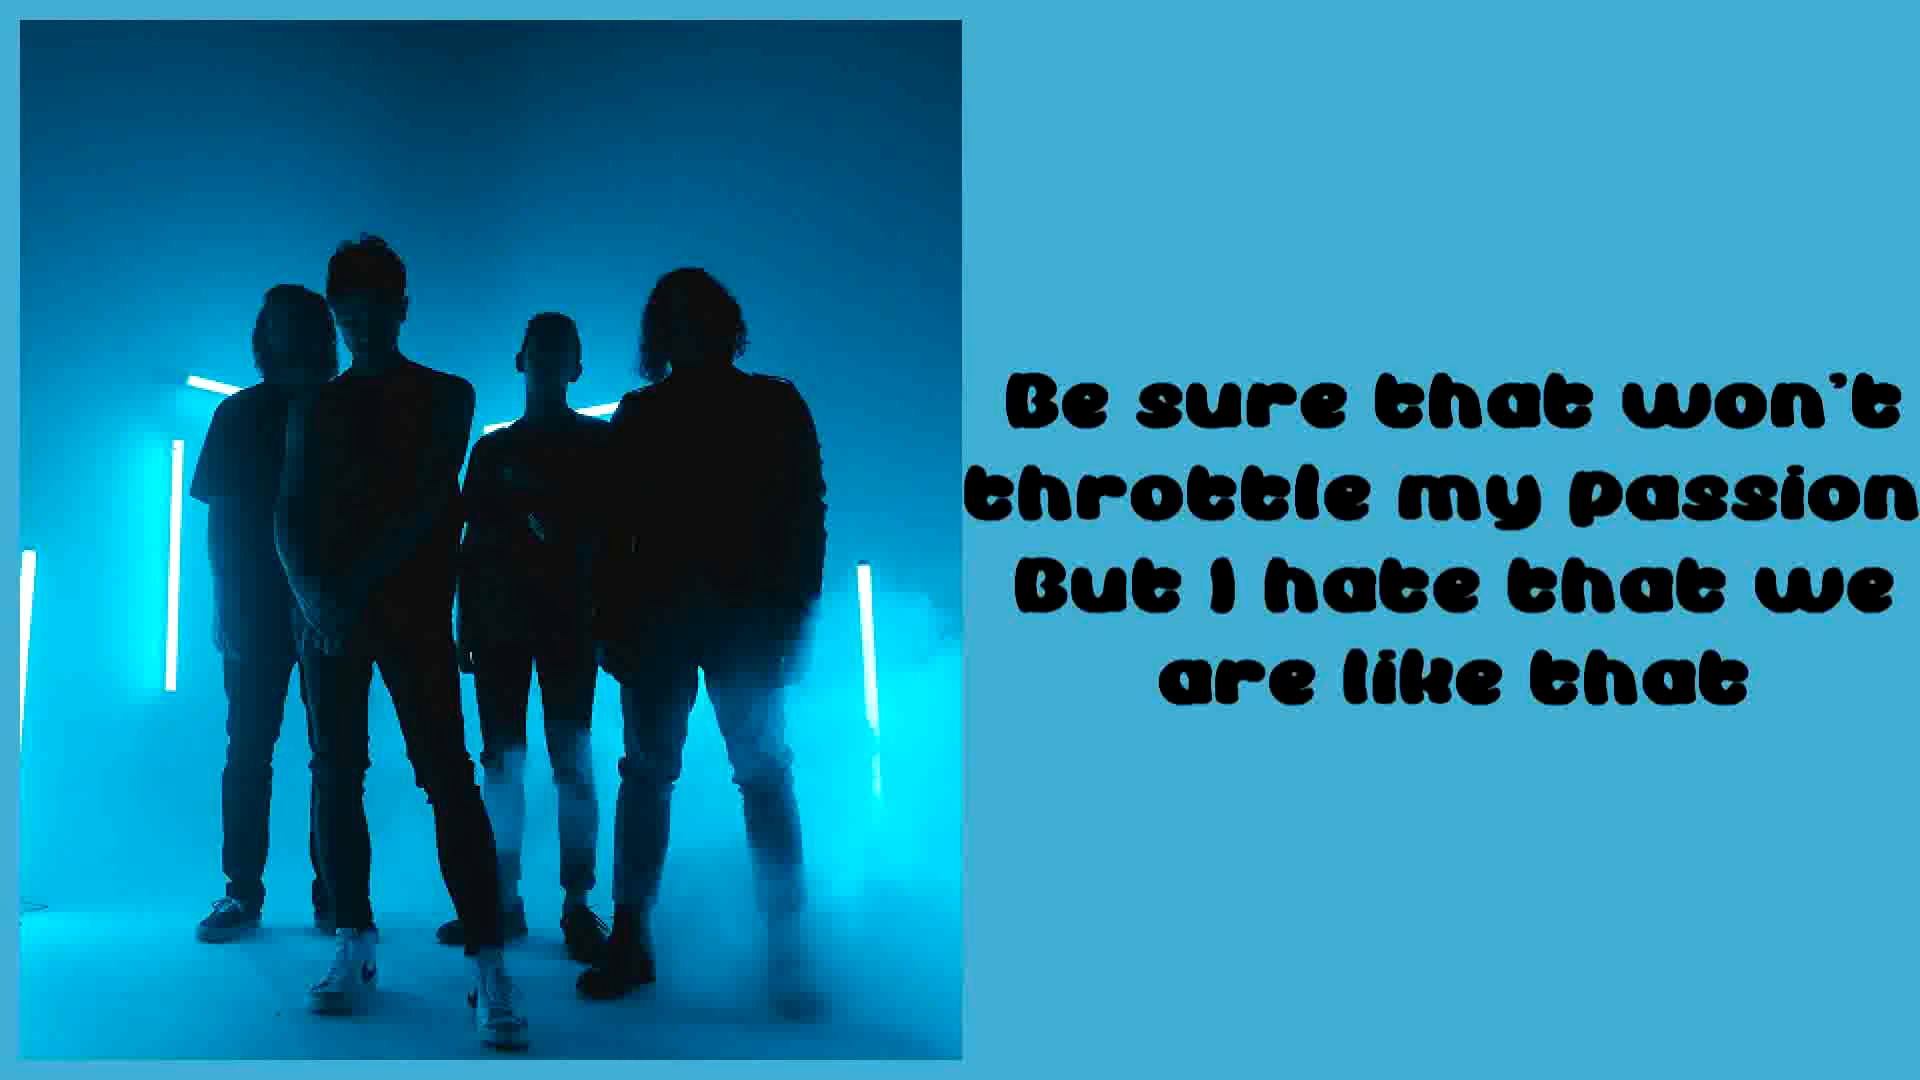 Be sure that won't
throttle my passion
But I hate that we
are like that